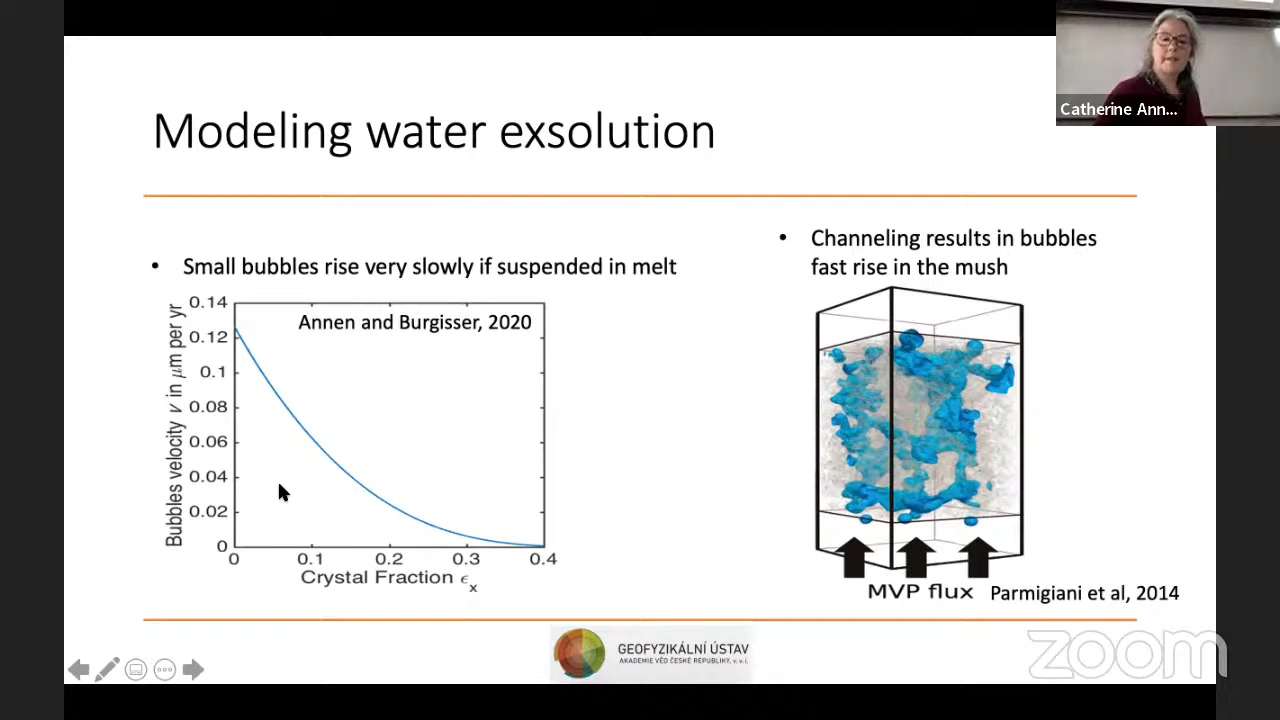 Catherine Ann...
Modeling water exsolution
• Small bubbles rise very slowly if suspended in melt
Annen and Burgisser, 2020
Bubbles velocity v in μm per yr
0.14
0.12
0.1
0.08
0.06
0.04
0.02
0
0 0.1 0.2 0.3 0.4
Crystal Fraction ϵx
• Channeling results in bubbles
fast rise in the mush
MVP flux
Parmigiani et al, 2014
GEOFYZIKÁLNÍ ÚSTAV
AKADEMIE VĚD ČESKÉ REPUBLIKY, v. v. i.
zoom